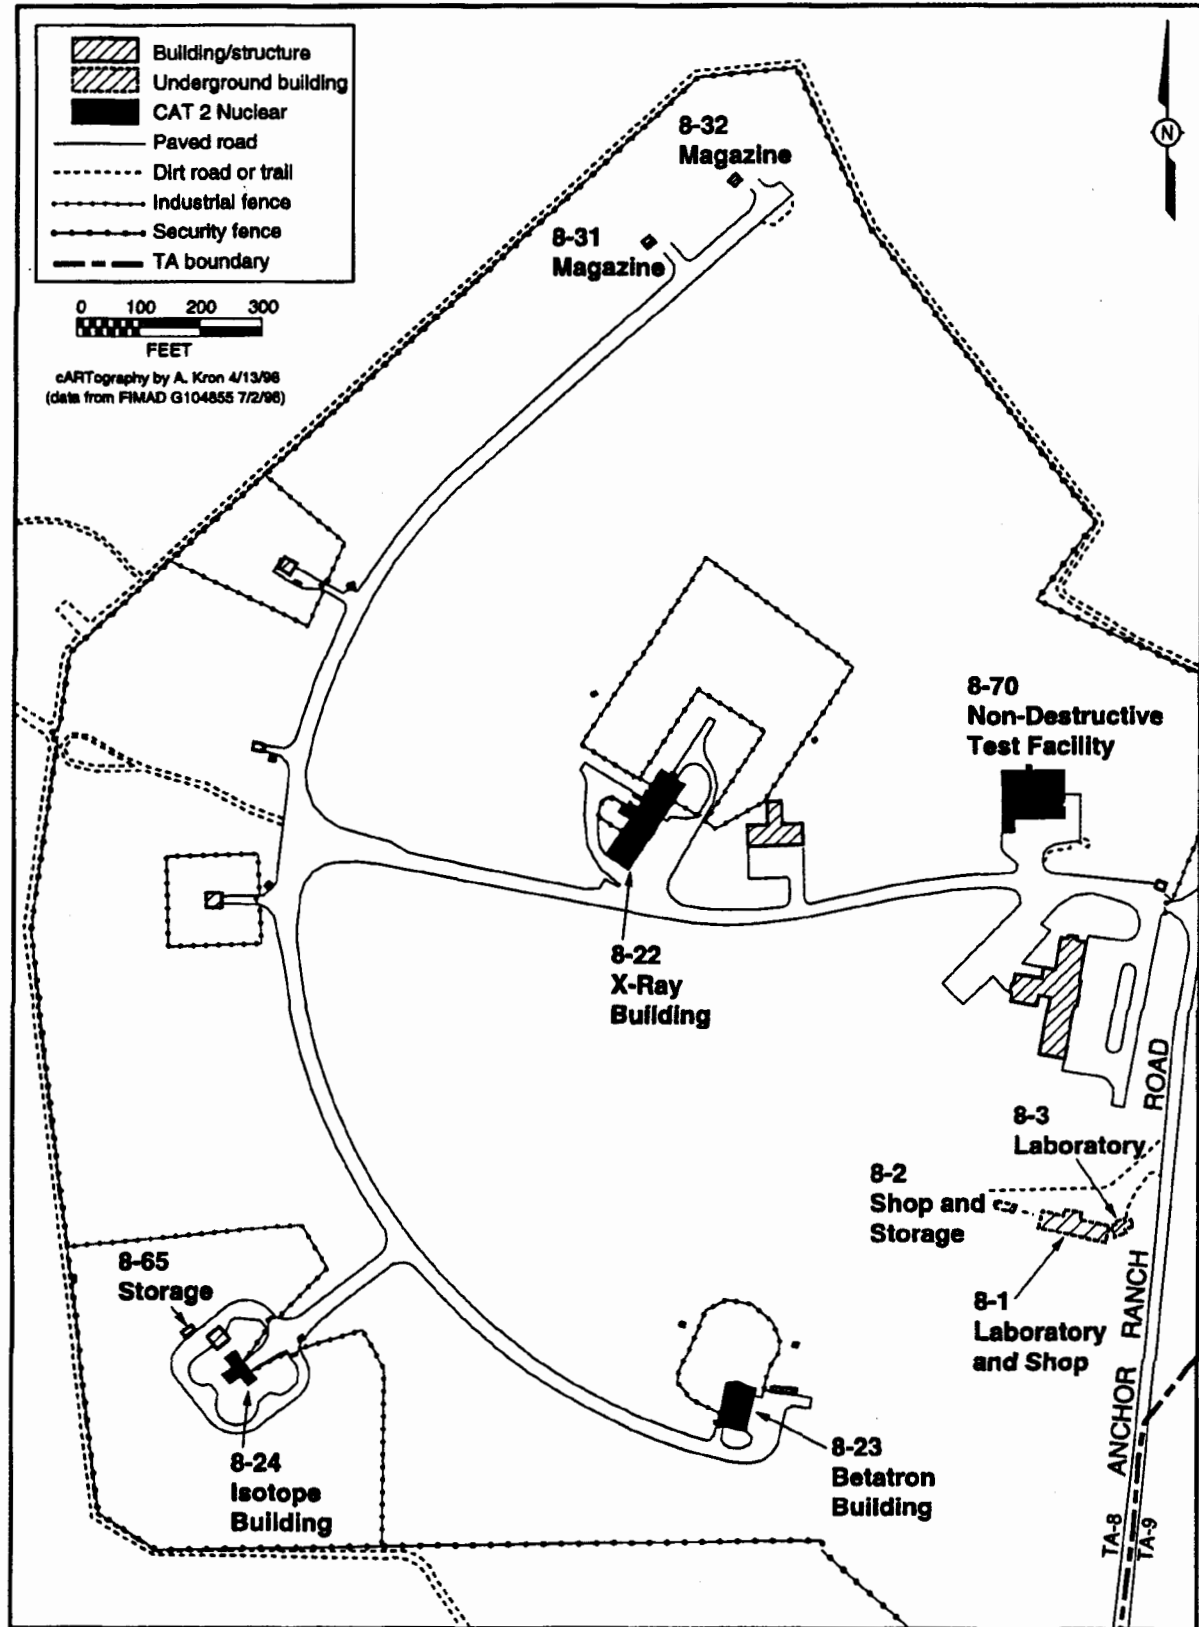 Building/structure
Underground building
CAT 2 Nuclear
Paved road
Dirt road or trail
Industrial fence
Security fence
TA boundary
0 100 200 300
FEET
cARTography by A. Kron 4/13/96
(data from FIMAD G104855 7/2/96)
N
8-32
Magazine
8-31
Magazine
8-70
Non-Destructive
Test Facility
8-22
X-Ray
Building
8-3
Laboratory
8-2
Shop and
Storage
8-1
Laboratory
and Shop
ANCHOR RANCH ROAD
8-65
Storage
8-24
Isotope
Building
8-23
Betatron
Building
TA-8
TA-9